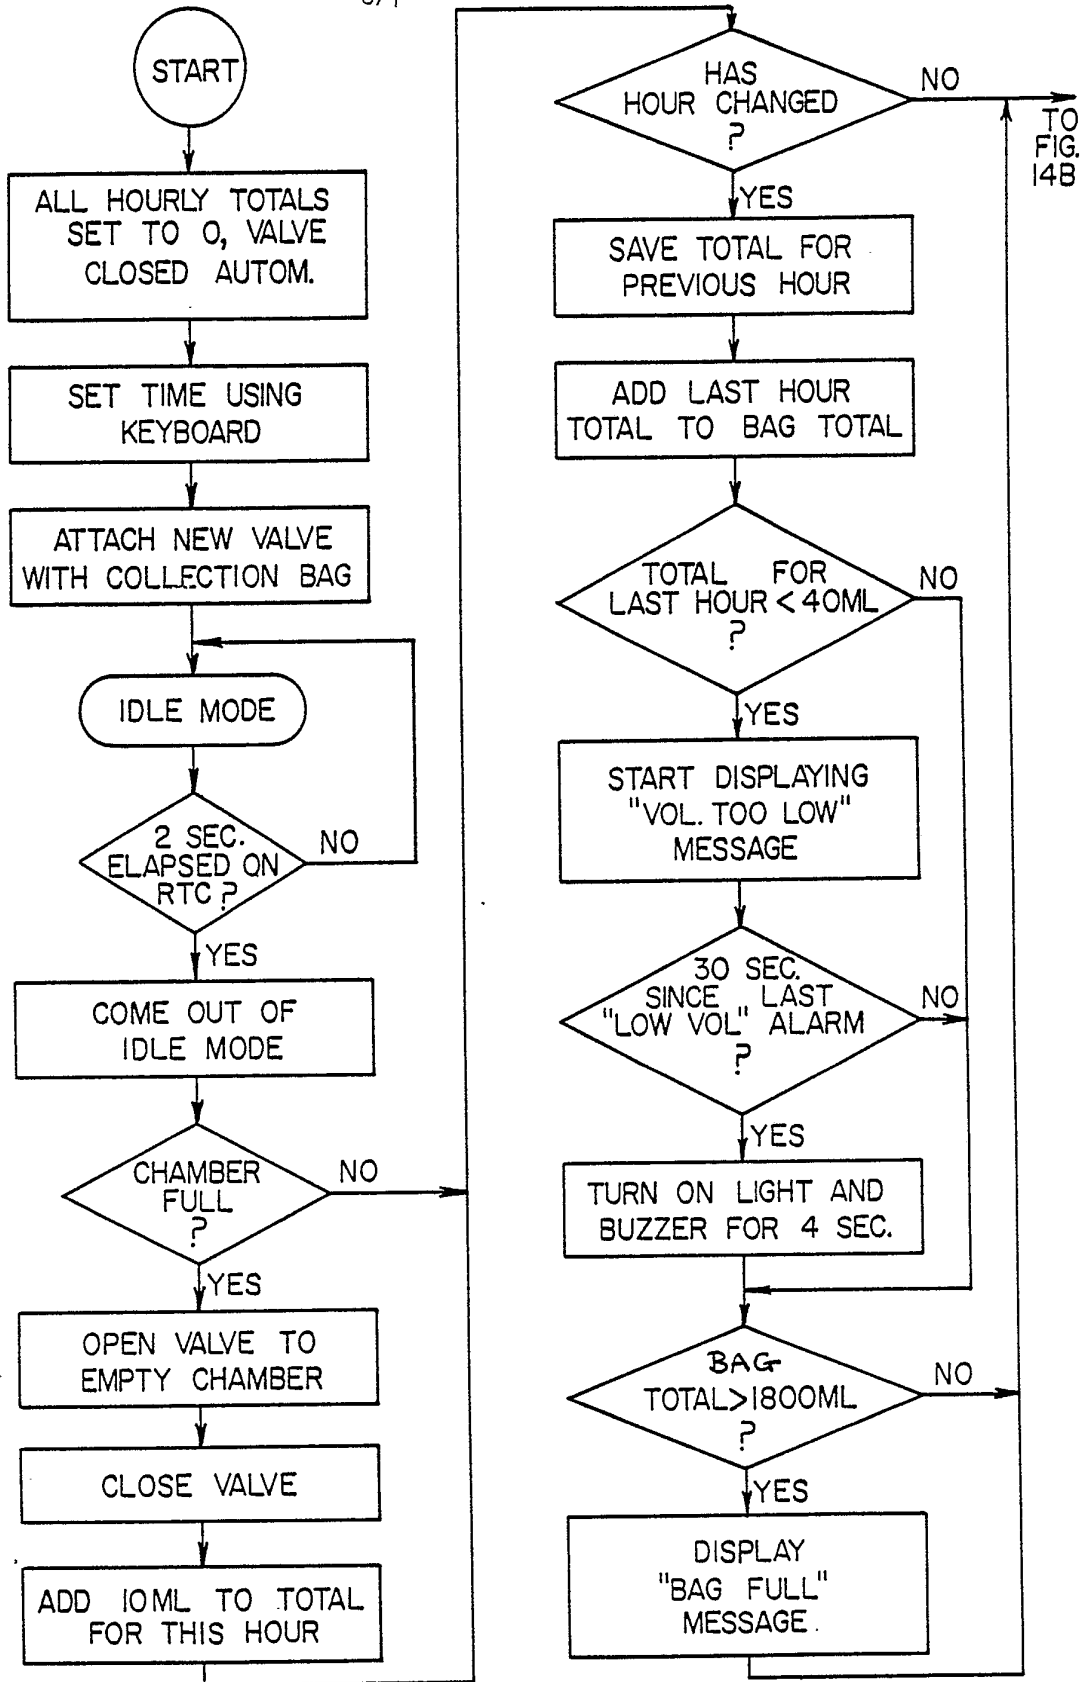 START
ALL HOURLY TOTALS
SET TO 0, VALVE
CLOSED AUTOM.
SET TIME USING
KEYBOARD
ATTACH NEW VALVE
WITH COLLECTION BAG
IDLE MODE
2 SEC.
ELAPSED ON
RTC ?
NO
YES
COME OUT OF
IDLE MODE
CHAMBER
FULL
?
NO
YES
OPEN VALVE TO
EMPTY CHAMBER
CLOSE VALVE
ADD 10ML TO TOTAL
FOR THIS HOUR
HAS
HOUR CHANGED
?
NO
TO
FIG.
14B
YES
SAVE TOTAL FOR
PREVIOUS HOUR
ADD LAST HOUR
TOTAL TO BAG TOTAL
TOTAL FOR
LAST HOUR < 40ML
?
NO
YES
START DISPLAYING
"VOL. TOO LOW"
MESSAGE
30 SEC.
SINCE LAST
"LOW VOL" ALARM
?
NO
YES
TURN ON LIGHT AND
BUZZER FOR 4 SEC.
BAG
TOTAL>1800ML
?
NO
YES
DISPLAY
"BAG FULL"
MESSAGE